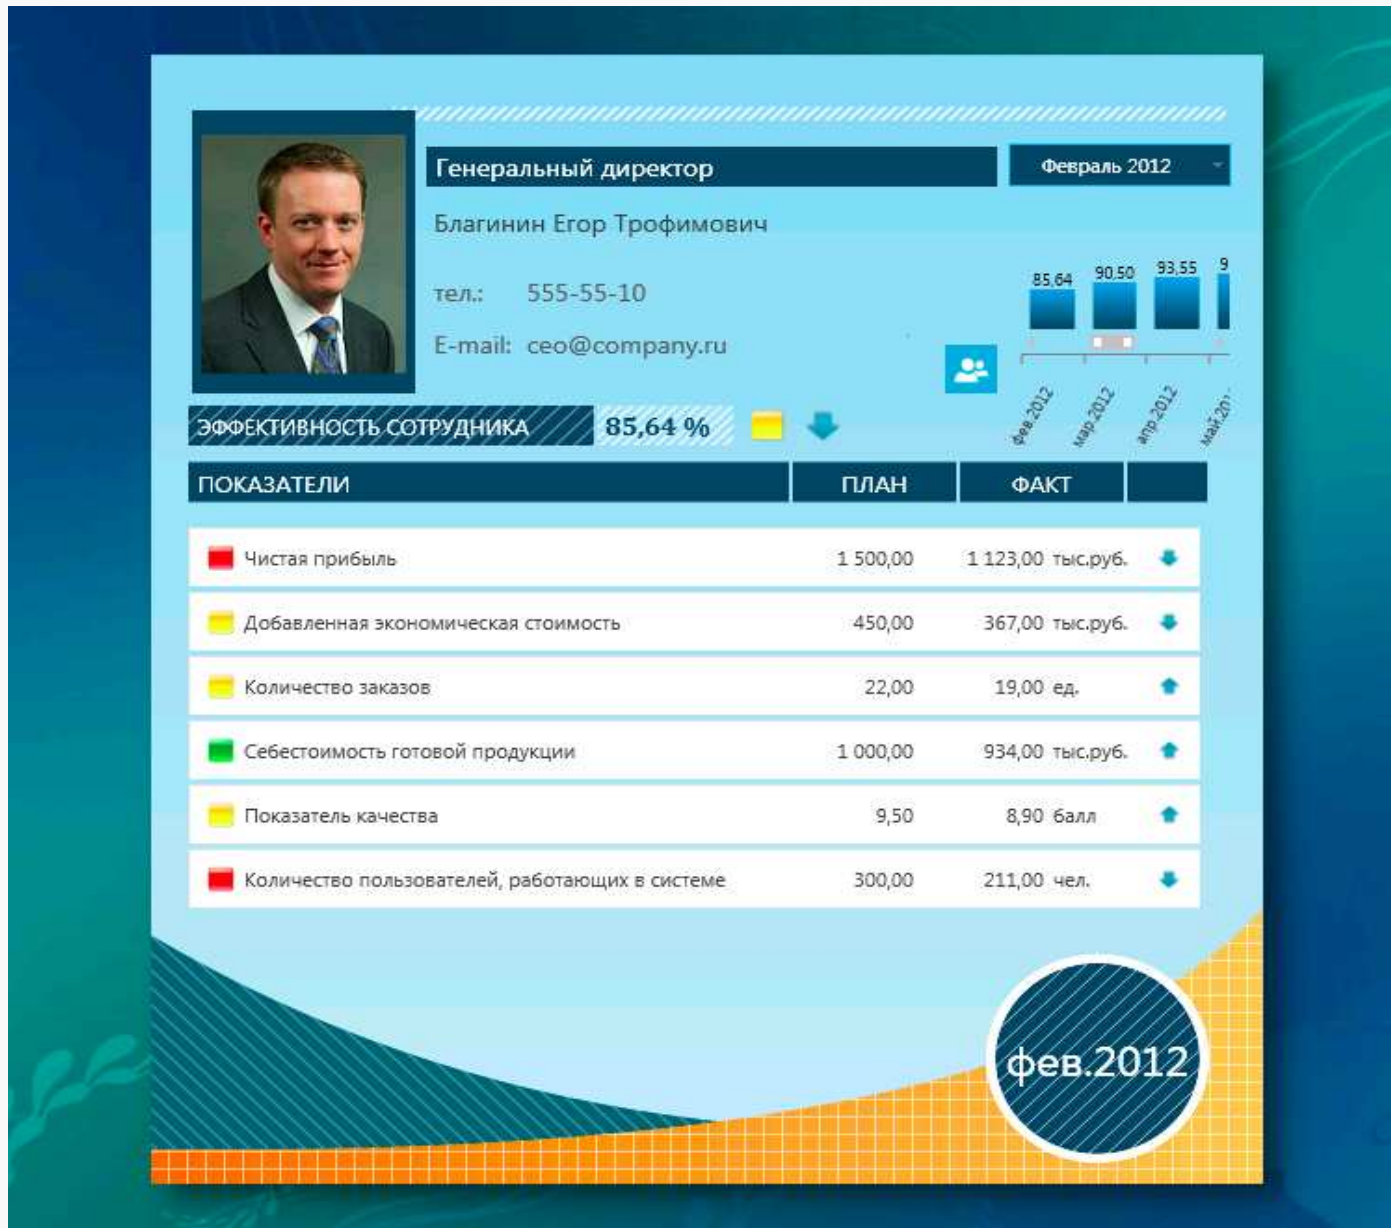 Генеральный директор
Февраль 2012
Благинин Егор Трофимович
тел.: 555-55-10
E-mail: ceo@company.ru
85,64 90,50 93,55 9
фев.2012 мар.2012 апр.2012 май.201
ЭФФЕКТИВНОСТЬ СОТРУДНИКА 85,64 %
ПОКАЗАТЕЛИ ПЛАН ФАКТ
Чистая прибыль 1 500,00 1 123,00 тыс.руб.
Добавленная экономическая стоимость 450,00 367,00 тыс.руб.
Количество заказов 22,00 19,00 ед.
Себестоимость готовой продукции 1 000,00 934,00 тыс.руб.
Показатель качества 9,50 8,90 балл
Количество пользователей, работающих в системе 300,00 211,00 чел.
фев.2012